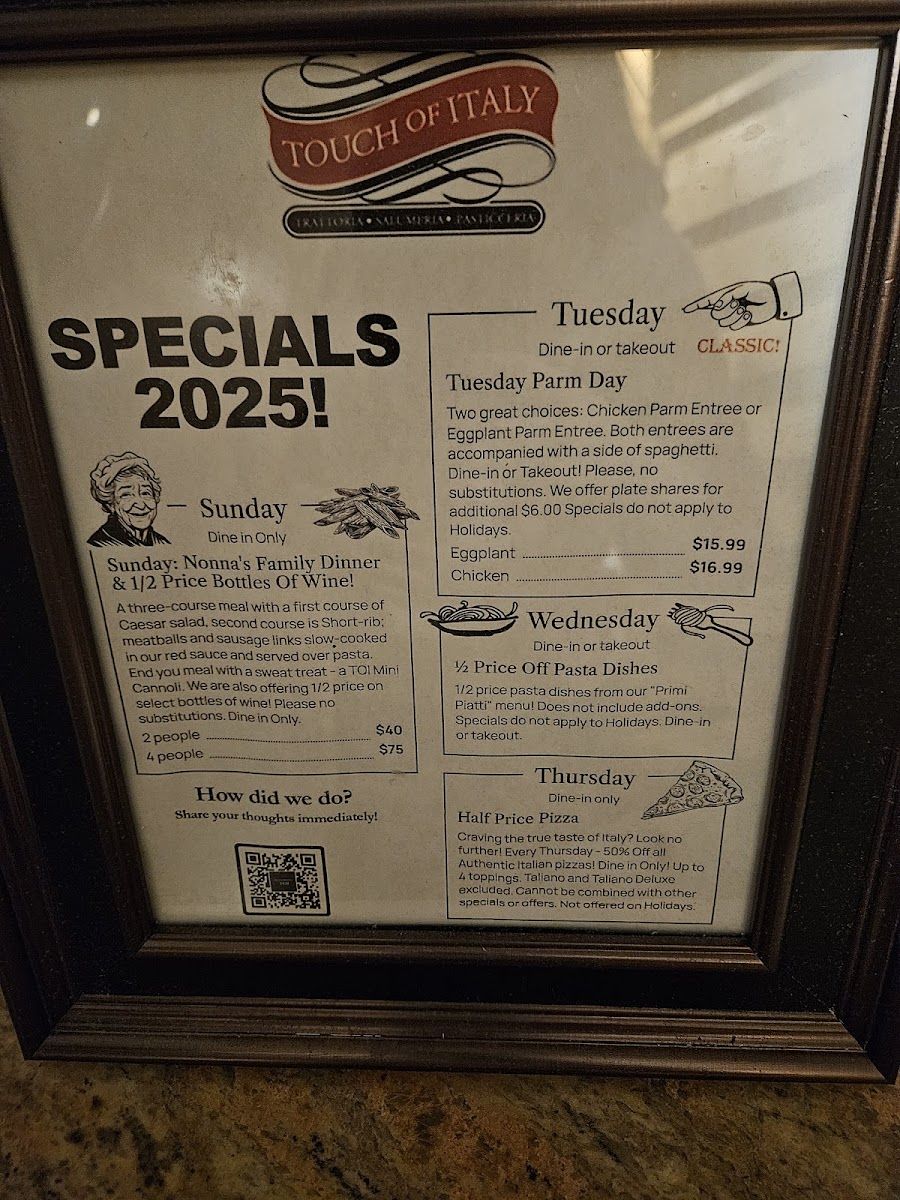 TOUCH OF ITALY
TRATTORIA • SALUMERIA • PASTICCERIA
SPECIALS
2025!
Sunday
Dine in Only
Sunday: Nonna's Family Dinner
& 1/2 Price Bottles Of Wine!
A three-course meal with a first course of
Caesar salad, second course is Short-rib;
meatballs and sausage links slow-cooked
in our red sauce and served over pasta.
End you meal with a sweat treat - a TOI Mini
Cannoli. We are also offering 1/2 price on
select bottles of wine! Please no
substitutions. Dine in Only.
2 people $40
4 people $75
How did we do?
Share your thoughts immediately!
Tuesday
Dine-in or takeout CLASSIC!
Tuesday Parm Day
Two great choices: Chicken Parm Entree or
Eggplant Parm Entree. Both entrees are
accompanied with a side of spaghetti.
Dine-in or Takeout! Please, no
substitutions. We offer plate shares for
additional $6.00 Specials do not apply to
Holidays.
Eggplant $15.99
Chicken $16.99
Wednesday
Dine-in or takeout
½ Price Off Pasta Dishes
1/2 price pasta dishes from our "Primi
Piatti" menu! Does not include add-ons.
Specials do not apply to Holidays. Dine-in
or takeout.
Thursday
Dine-in only
Half Price Pizza
Craving the true taste of Italy? Look no
further! Every Thursday - 50% Off all
Authentic Italian pizzas! Dine in Only! Up to
4 toppings. Taliano and Taliano Deluxe
excluded. Cannot be combined with other
specials or offers. Not offered on Holidays.